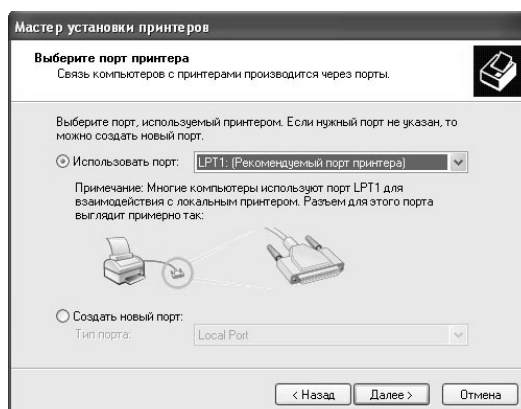 Мастер установки принтеров
Выберите порт принтера
Связь компьютеров с принтерами производится через порты.
Выберите порт, используемый принтером. Если нужный порт не указан, то
можно создать новый порт.
Использовать порт: LPT1: (Рекомендуемый порт принтера)
Примечание: Многие компьютеры используют порт LPT1 для
взаимодействия с локальным принтером. Разъем для этого порта
выглядит примерно так:
Создать новый порт:
Тип порта: Local Port
< Назад Далее > Отмена